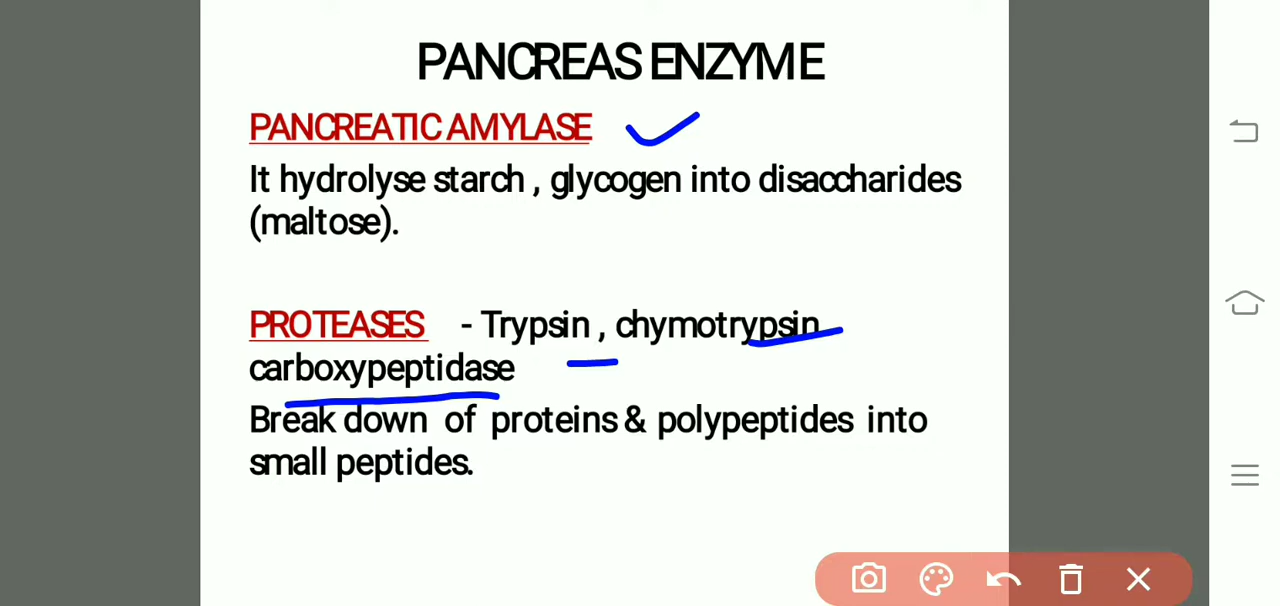 PANCREAS ENZYME
PANCREATIC AMYLASE
It hydrolyse starch , glycogen into disaccharides
(maltose).
PROTEASES - Trypsin , chymotrypsin
carboxypeptidase
Break down of proteins & polypeptides into
small peptides.